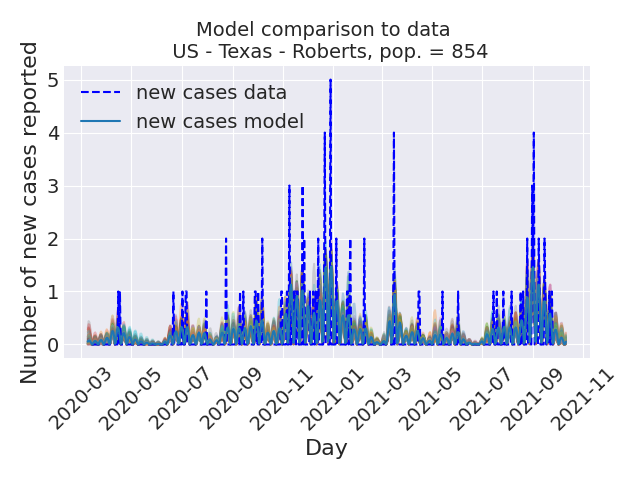 Model comparison to data
US - Texas - Roberts, pop. = 854
Number of new cases reported
5
4
3
2
1
0
new cases data
new cases model
2020-03
2020-05
2020-07
2020-09
2020-11
2021-01
2021-03
2021-05
2021-07
2021-09
2021-11
Day